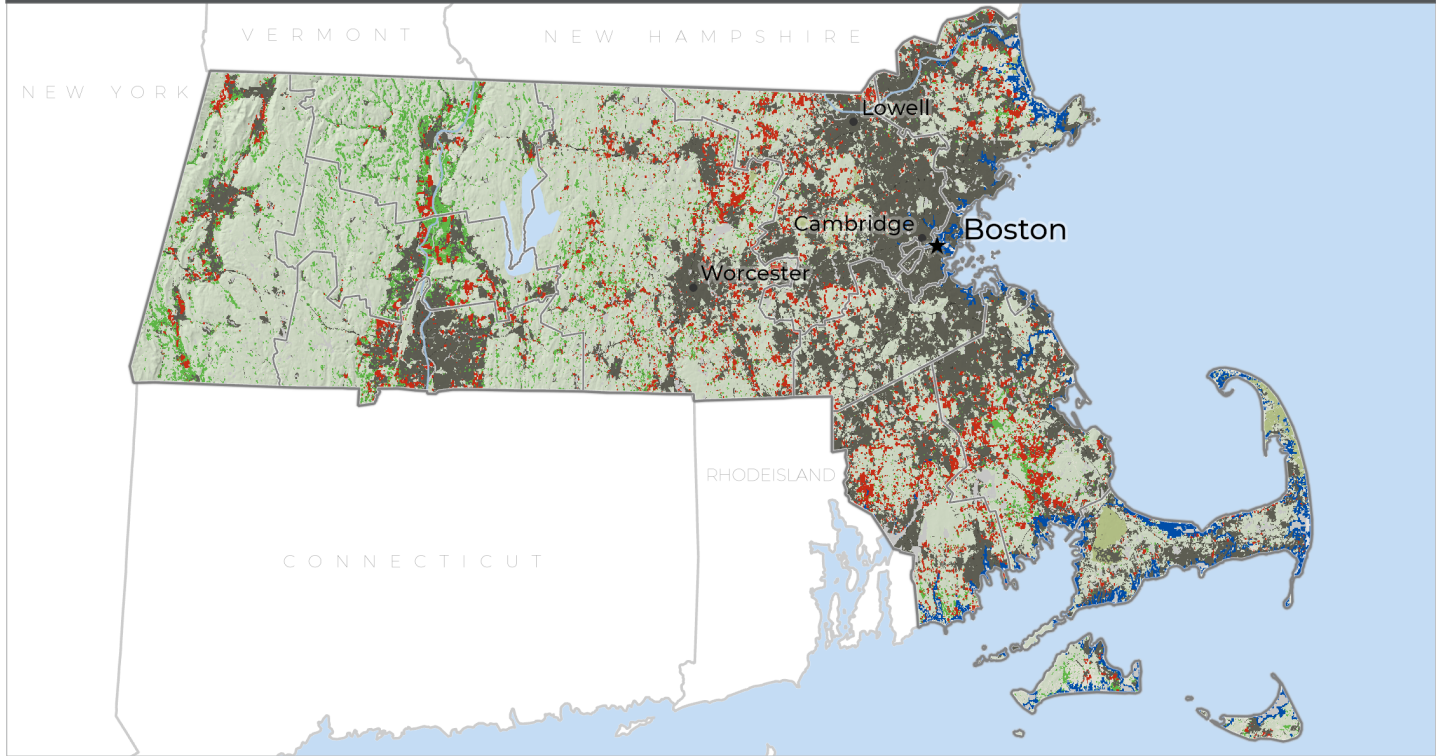 VERMONT
NEW HAMPSHIRE
NEW YORK
Lowell
Cambridge
Boston
Worcester
RHODEISLAND
CONNECTICUT